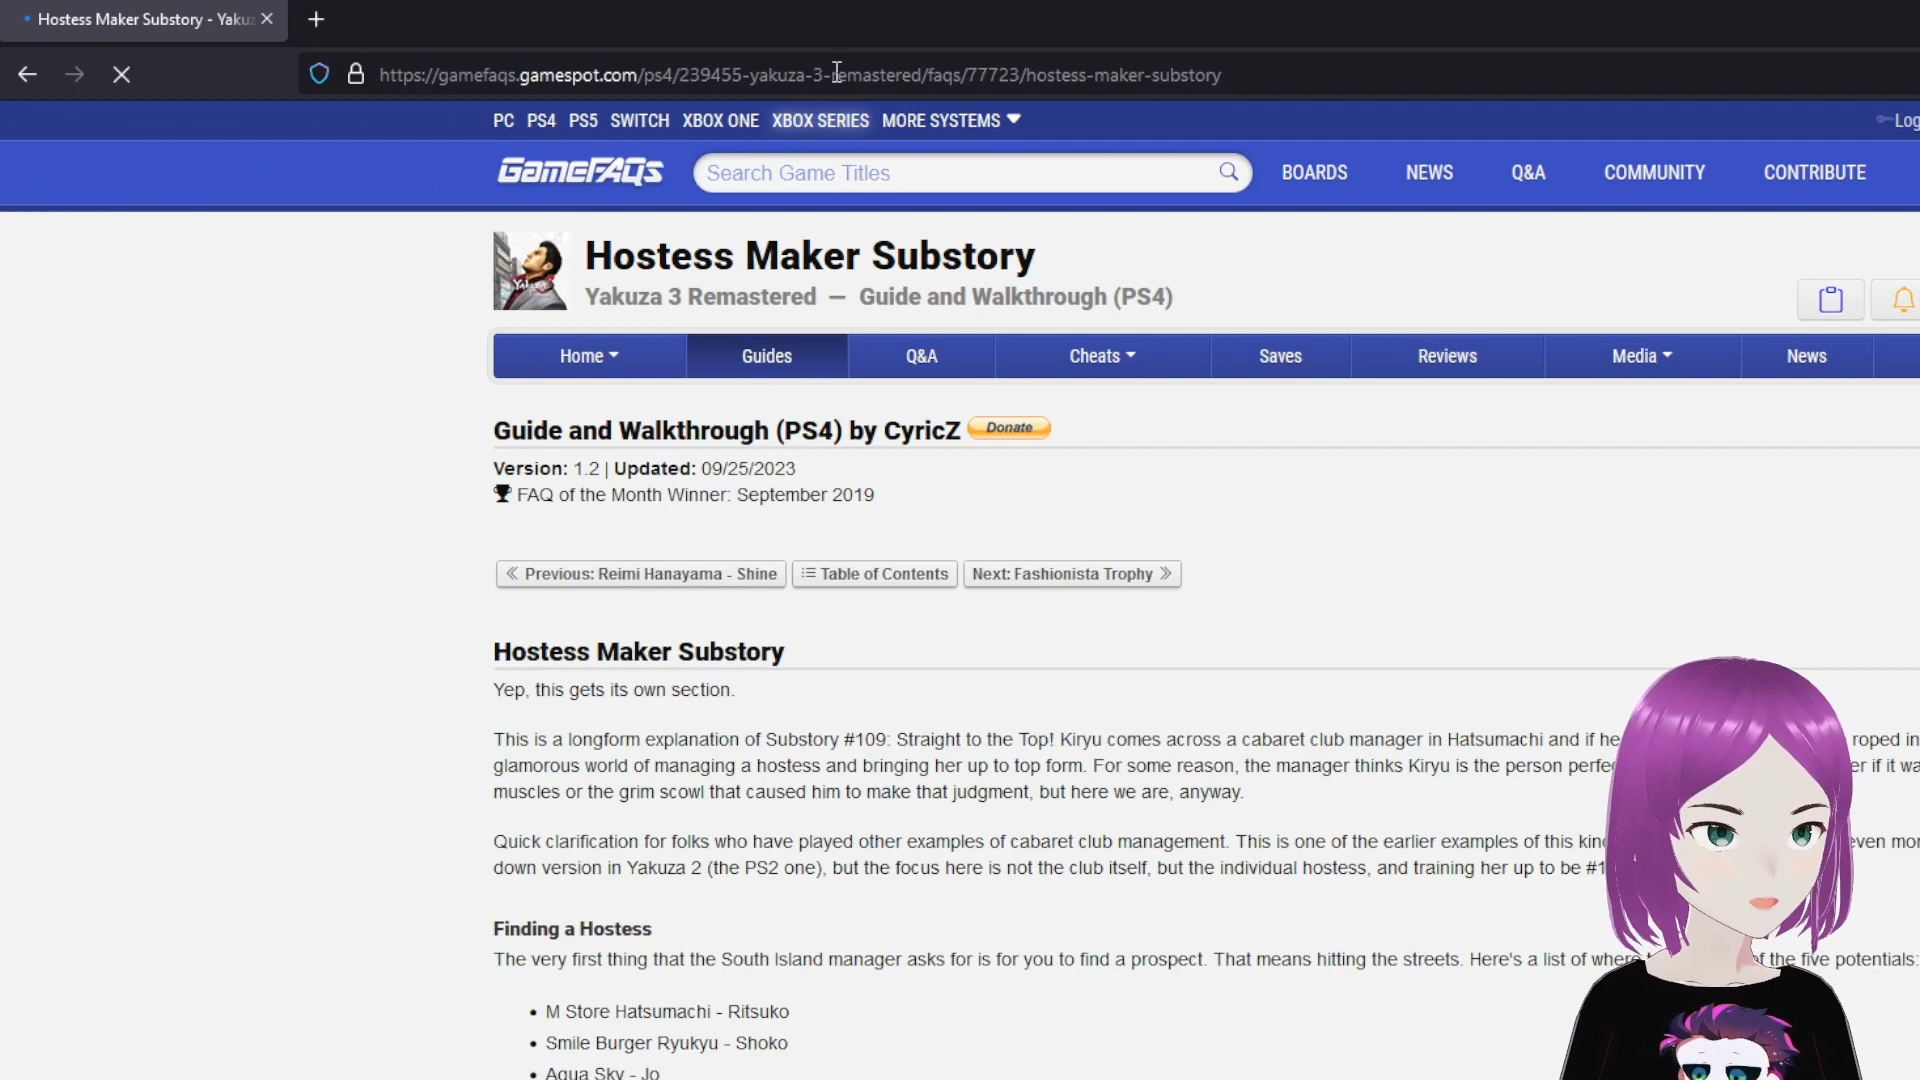 Hostess Maker Substory - Yaku
https://gamefaqs.gamespot.com/ps4/239455-yakuza-3-remastered/faqs/77723/hostess-maker-substory
PC PS4 PS5 SWITCH XBOX ONE XBOX SERIES MORE SYSTEMS Log
GameFAQs Search Game Titles BOARDS NEWS Q&A COMMUNITY CONTRIBUTE
Hostess Maker Substory
Yakuza 3 Remastered — Guide and Walkthrough (PS4)
Home Guides Q&A Cheats Saves Reviews Media News
Guide and Walkthrough (PS4) by CyricZ Donate
Version: 1.2 | Updated: 09/25/2023
FAQ of the Month Winner: September 2019
Previous: Reimi Hanayama - Shine Table of Contents Next: Fashionista Trophy
Hostess Maker Substory
Yep, this gets its own section.
This is a longform explanation of Substory #109: Straight to the Top! Kiryu comes across a cabaret club manager in Hatsumachi and if he roped in
glamorous world of managing a hostess and bringing her up to top form. For some reason, the manager thinks Kiryu is the person if it
muscles or the grim scowl that caused him to make that judgment, but here we are, anyway.
Quick clarification for folks who have played other examples of cabaret club management. This is one of the earlier examples of this even
down version in Yakuza 2 (the PS2 one), but the focus here is not the club itself, but the individual hostess, and training her up to be
Finding a Hostess
The very first thing that the South Island manager asks for is for you to find a prospect. That means hitting the streets. Here's a list of of the five potentials:
• M Store Hatsumachi - Ritsuko
• Smile Burger Ryukyu - Shoko
• Aqua Sky - Jo